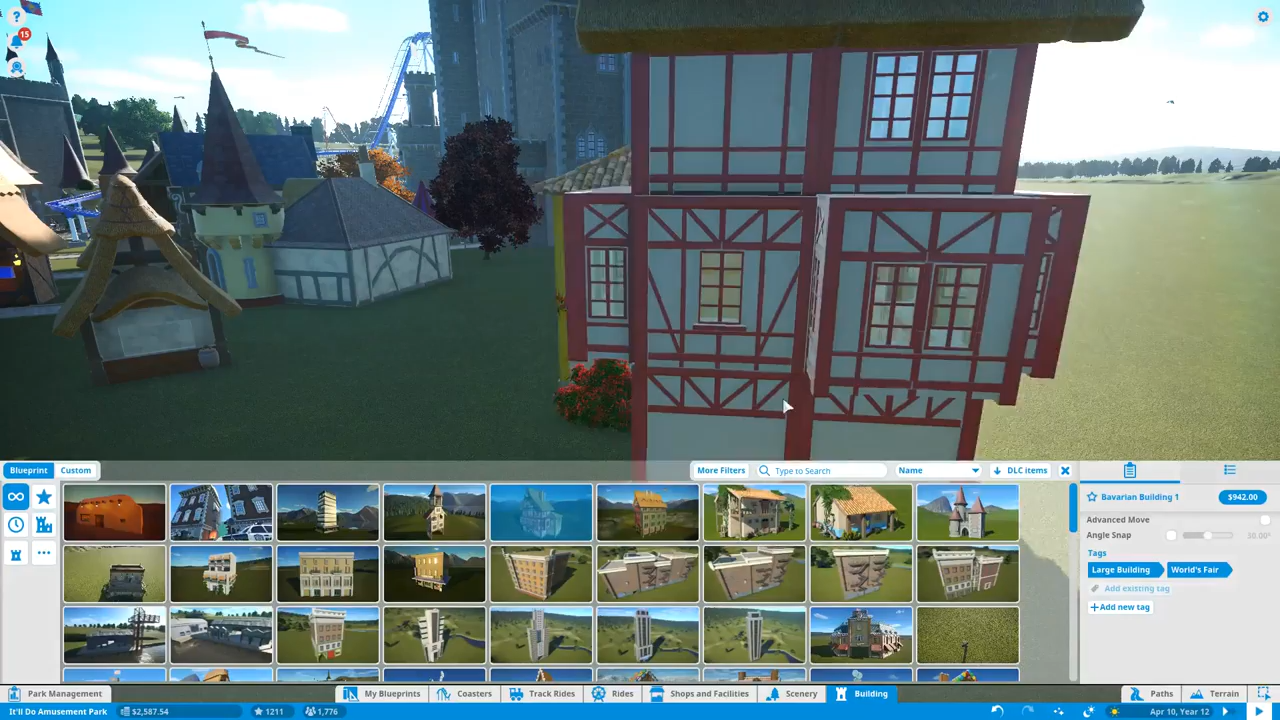 ?
15
Blueprint
Custom
More Filters
Type to Search
Name
DLC items
Bavarian Building 1
$942.00
Advanced Move
Angle Snap
30.00°
Tags
Large Building
World's Fair
Add existing tag
+Add new tag
Park Management
My Blueprints
Coasters
Track Rides
Rides
Shops and Facilities
Scenery
Building
Paths
Terrain
It'll Do Amusement Park
$2,587.54
1211
1,776
Apr 10, Year 12